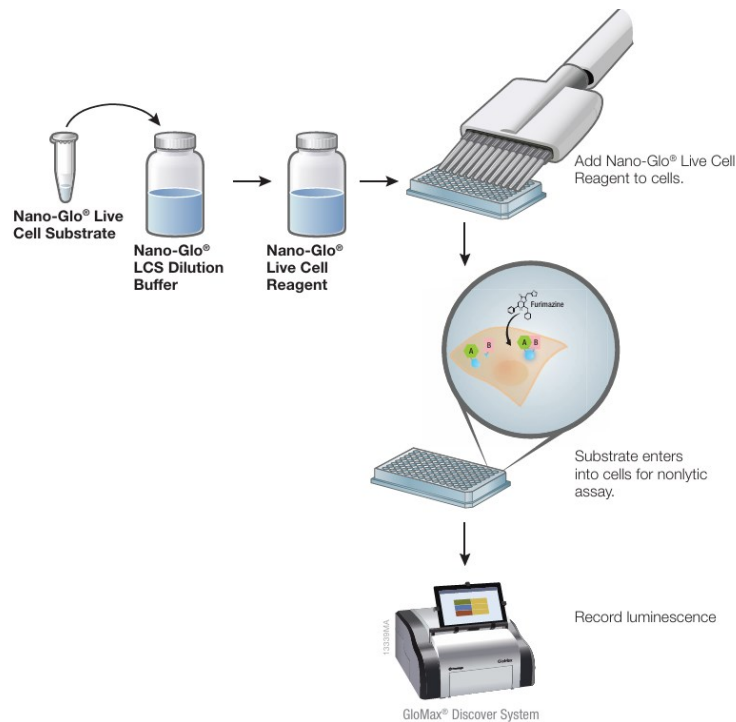 Nano-Glo® Live
Cell Substrate
Nano-Glo®
LCS Dilution
Buffer
Nano-Glo®
Live Cell
Reagent
Add Nano-Glo® Live Cell
Reagent to cells.
Furimazine
A
B
A
B
Substrate enters
into cells for nonlytic
assay.
Record luminescence
13339MA
GloMax® Discover System